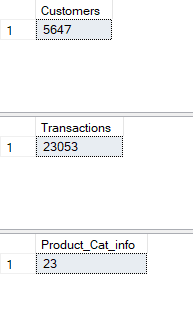 Customers
1 5647
Transactions
1 23053
Product_Cat_info
1 23